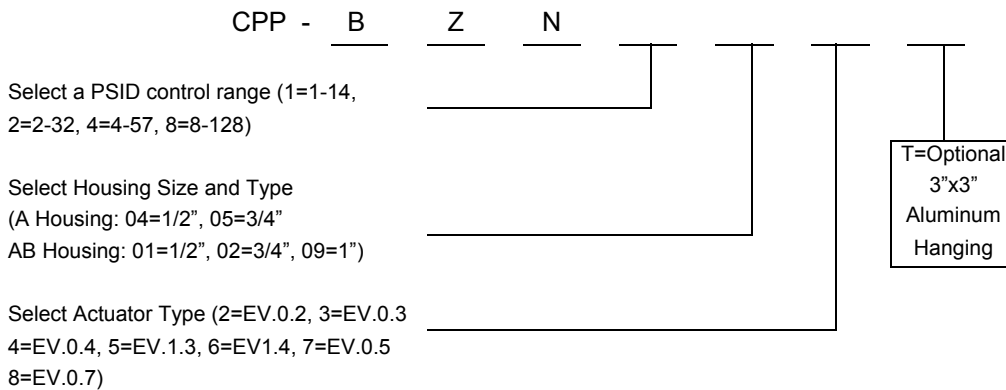 CPP - B Z N
Select a PSID control range (1=1-14,
2=2-32, 4=4-57, 8=8-128)
Select Housing Size and Type
(A Housing: 04=1/2”, 05=3/4”
AB Housing: 01=1/2”, 02=3/4”, 09=1”)
Select Actuator Type (2=EV.0.2, 3=EV.0.3
4=EV.0.4, 5=EV.1.3, 6=EV1.4, 7=EV.0.5
8=EV.0.7)
T=Optional
3”x3”
Aluminum
Hanging